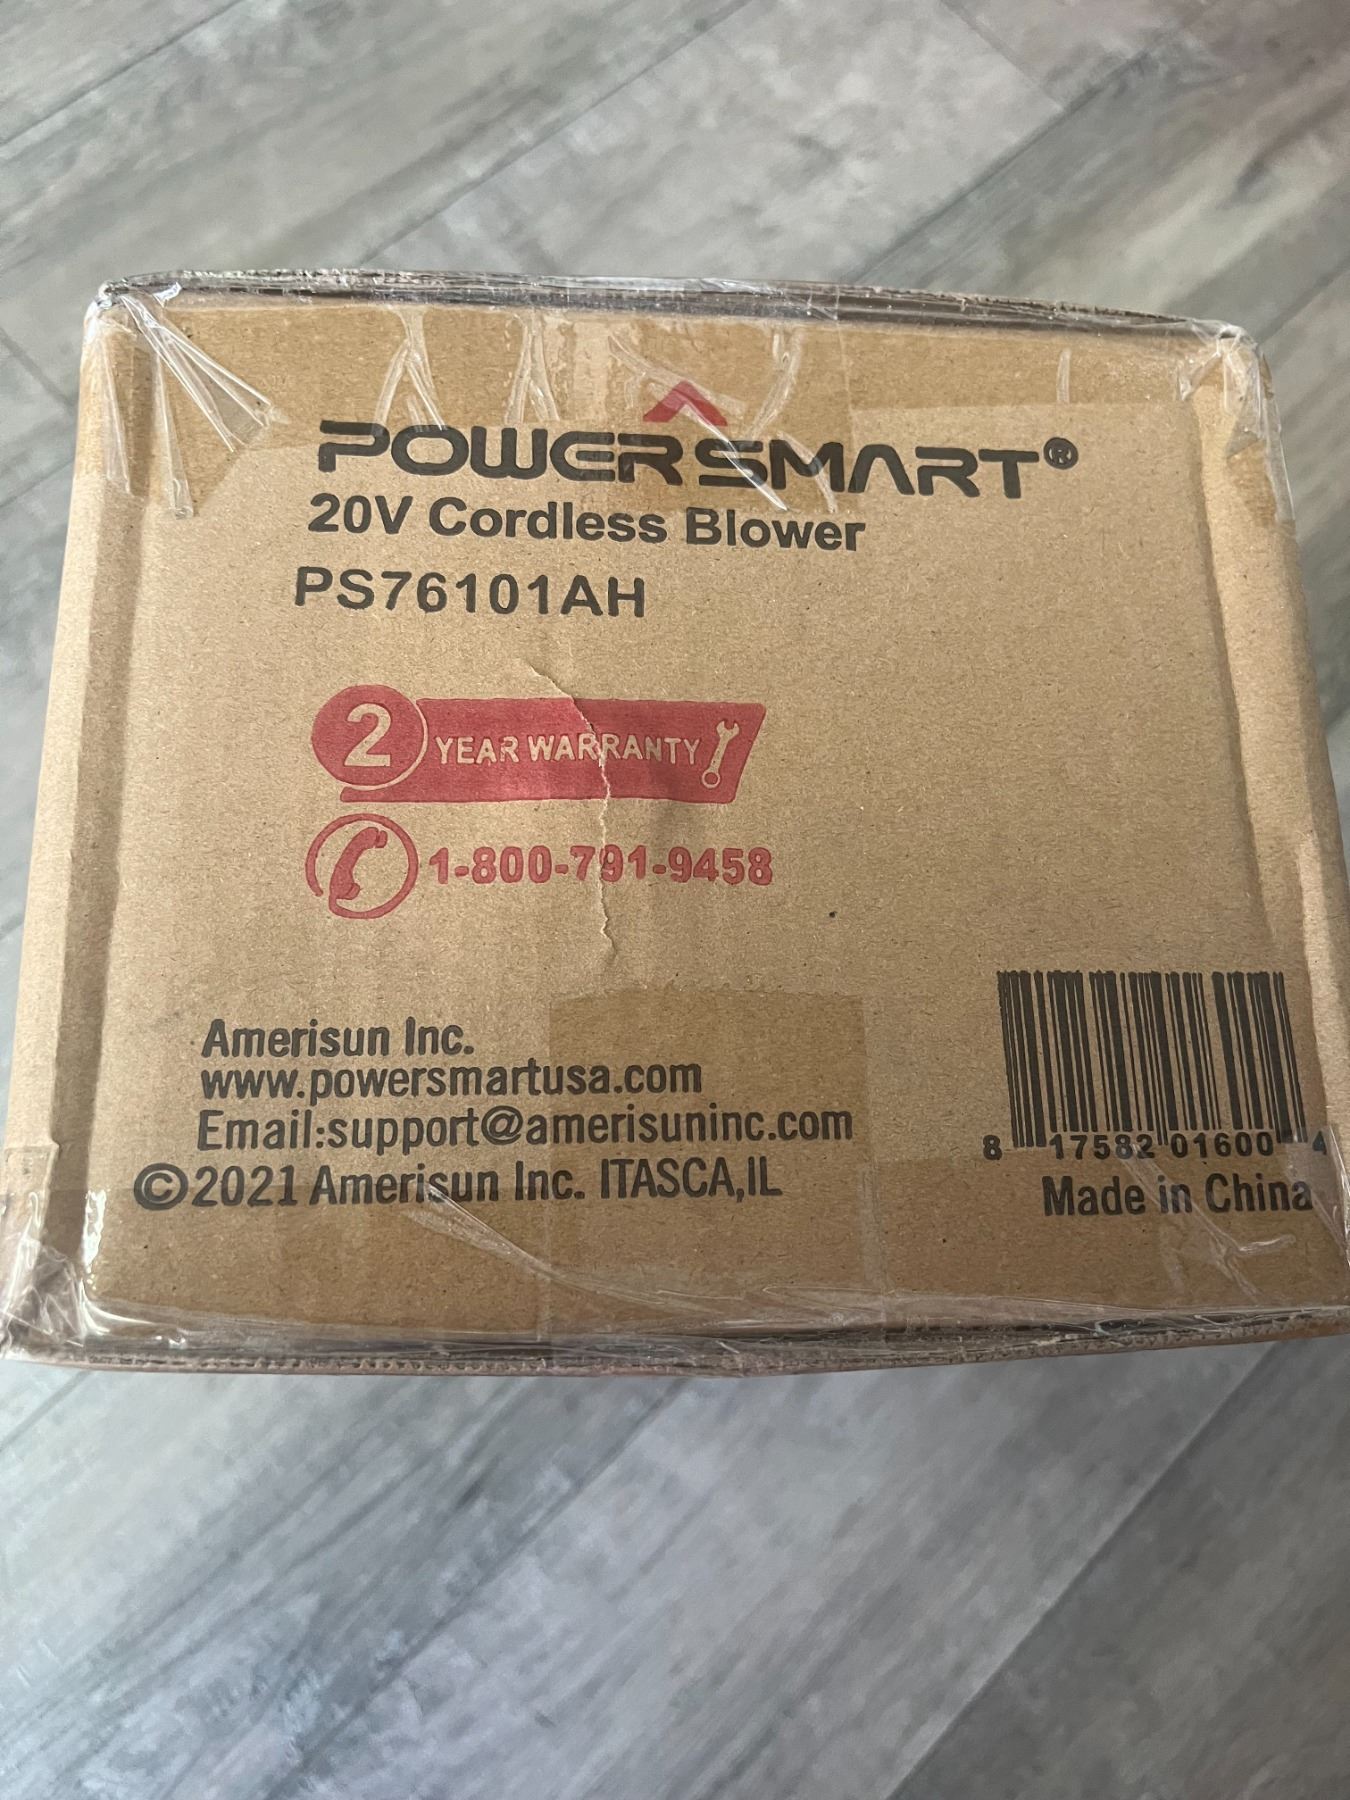 POWERSMART®
20V Cordless Blower
PS76101AH
2 YEAR WARRANTY
1-800-791-9458
Amerisun Inc.
www.powersmartusa.com
Email:support@amerisuninc.com
©2021 Amerisun Inc. ITASCA,IL
8 17582 01600 4
Made in China